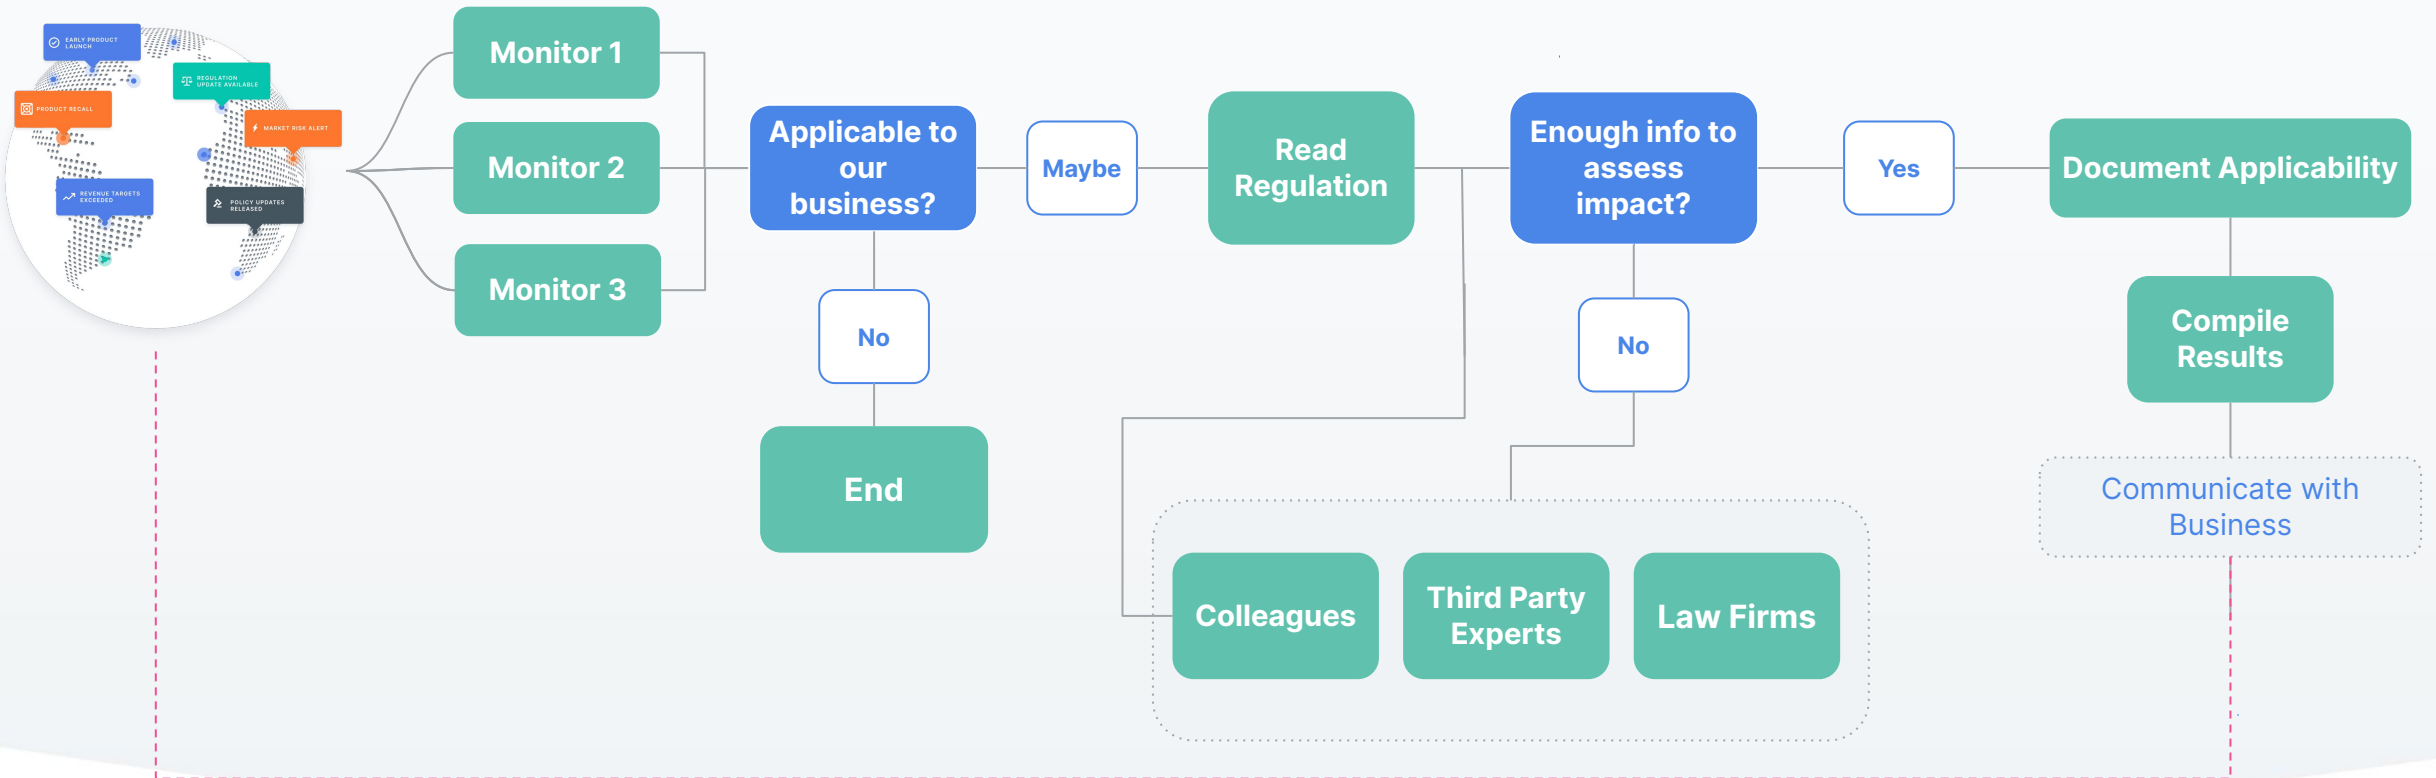 EARLY PRODUCT
LAUNCH
REGULATION
UPDATE AVAILABLE
PRODUCT RECALL
MARKET RISK ALERT
REVENUE TARGETS
EXCEEDED
POLICY UPDATES
RELEASED
Monitor 1
Monitor 2
Monitor 3
Applicable to
our
business?
Maybe
No
End
Read
Regulation
Enough info to
assess
impact?
Yes
No
Colleagues
Third Party
Experts
Law Firms
Document Applicability
Compile
Results
Communicate with
Business